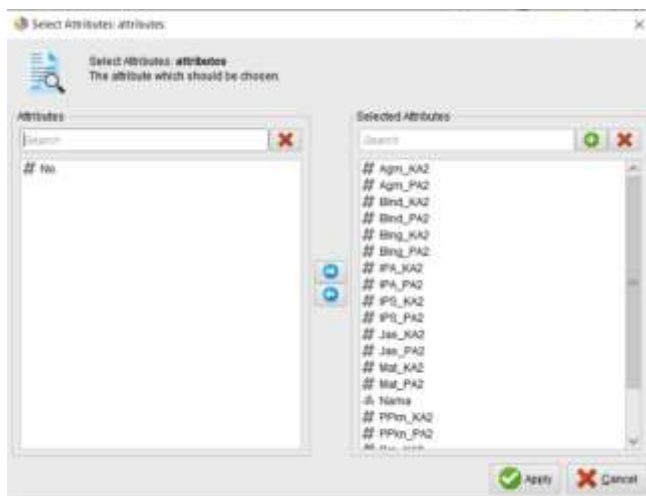 Select Attributes: attributes
Select Attributes: attributes
The attribute which should be chosen.
Attributes
Selected Attributes
Search
Search
# No
# Agm_KA2
# Agm_PA2
# BInd_KA2
# BInd_PA2
# BIng_KA2
# BIng_PA2
# IPA_KA2
# IPA_PA2
# IPS_KA2
# IPS_PA2
# Jas_KA2
# Jas_PA2
# Mat_KA2
# Mat_PA2
Nama
# PPkn_KA2
# PPkn_PA2
Apply
Cancel